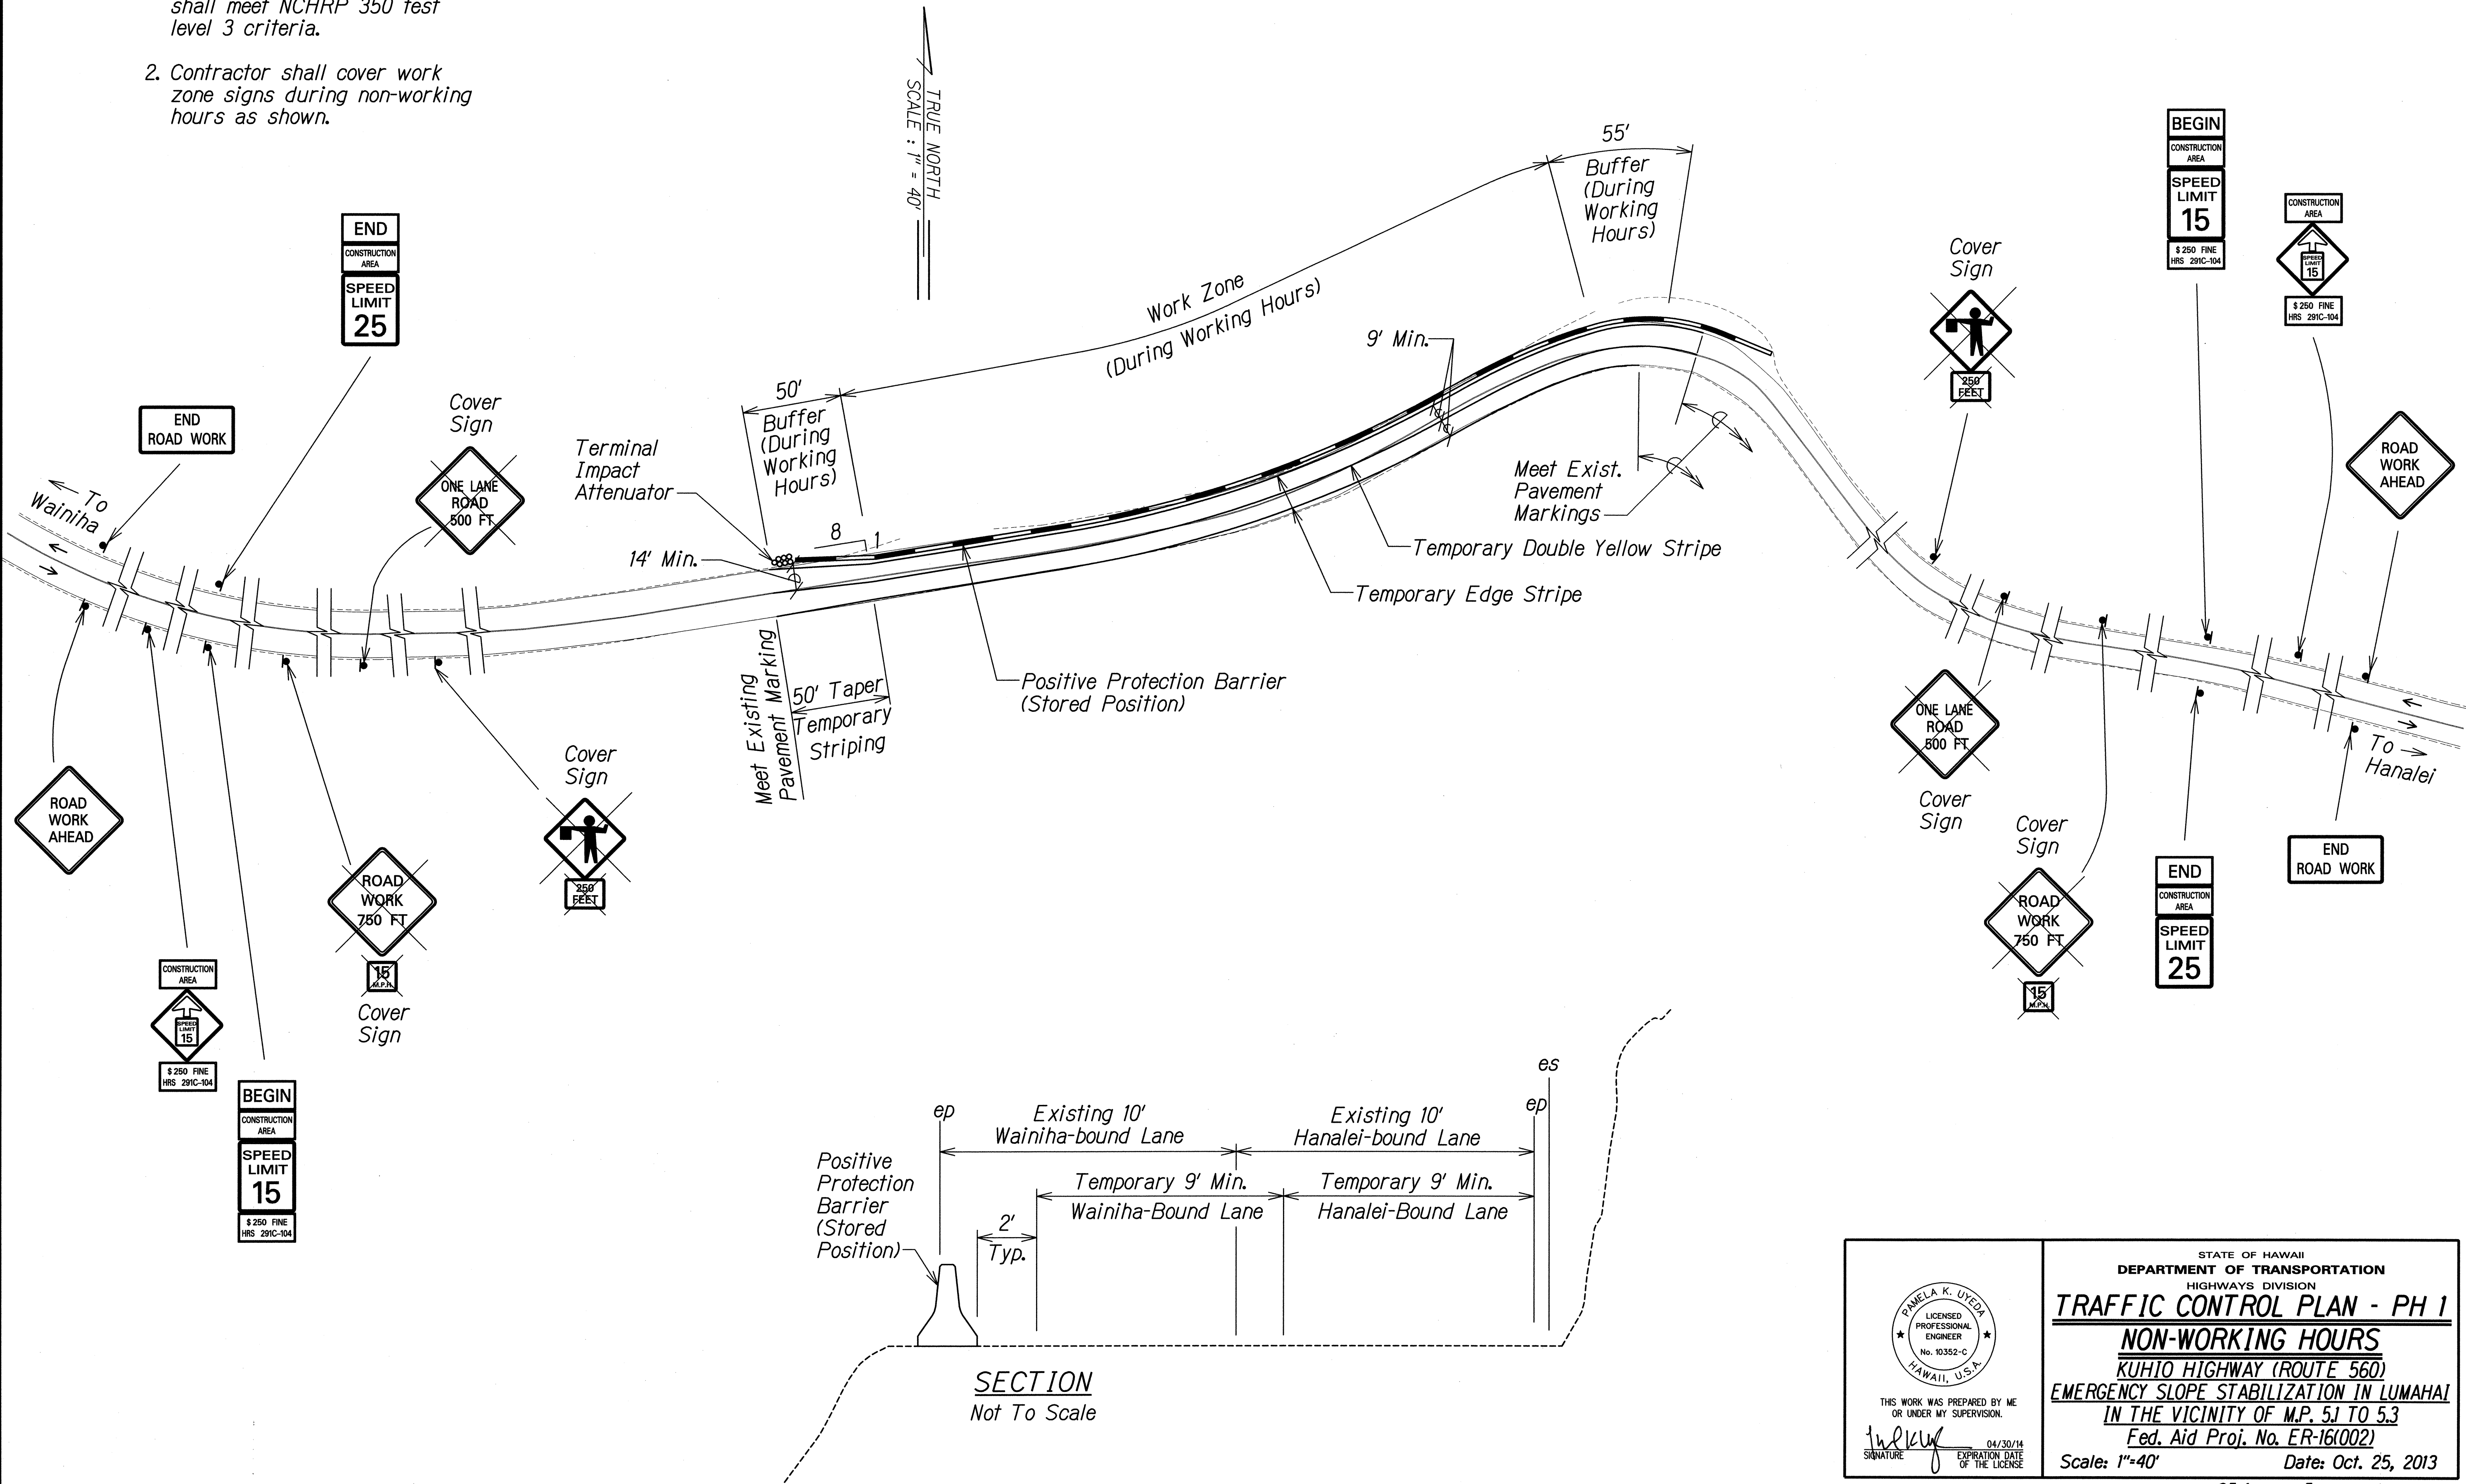 shall meet NCHRP 350 test
level 3 criteria.
2. Contractor shall cover work
zone signs during non-working
hours as shown.
TRUE NORTH
SCALE : 1" = 40'
END
CONSTRUCTION
AREA
SPEED
LIMIT
25
END
ROAD WORK
Cover
Sign
ONE LANE
ROAD
500 FT
← To
Wainiha
Terminal
Impact
Attenuator
50'
Buffer
(During
Working
Hours)
Work Zone
(During Working Hours)
55'
Buffer
(During
Working
Hours)
9' Min.
8
1
14' Min.
Meet Exist.
Pavement
Markings
Temporary Double Yellow Stripe
Temporary Edge Stripe
Positive Protection Barrier
(Stored Position)
Meet Existing
Pavement Marking
50' Taper
Temporary
Striping
Cover
Sign
250
FEET
BEGIN
CONSTRUCTION
AREA
SPEED
LIMIT
15
$250 FINE
HRS 291C-104
CONSTRUCTION
AREA
SPEED
LIMIT
15
$250 FINE
HRS 291C-104
ROAD
WORK
AHEAD
ROAD
WORK
AHEAD
CONSTRUCTION
AREA
SPEED
LIMIT
15
$250 FINE
HRS 291C-104
BEGIN
CONSTRUCTION
AREA
SPEED
LIMIT
15
$250 FINE
HRS 291C-104
ROAD
WORK
750 FT
15
M.P.H.
Cover
Sign
Cover
Sign
250
FEET
ONE LANE
ROAD
500 FT
Cover
Sign
Cover
Sign
ROAD
WORK
750 FT
15
M.P.H.
END
CONSTRUCTION
AREA
SPEED
LIMIT
25
To →
Hanalei
END
ROAD WORK
ep
Existing 10'
Wainiha-bound Lane
Existing 10'
Hanalei-bound Lane
ep
es
Temporary 9' Min.
Wainiha-Bound Lane
Temporary 9' Min.
Hanalei-Bound Lane
Positive
Protection
Barrier
(Stored
Position)
2'
Typ.
SECTION
Not To Scale
PAMELA K. UYEDA
LICENSED
PROFESSIONAL
ENGINEER
No. 10352-C
HAWAII, U.S.A.
THIS WORK WAS PREPARED BY ME
OR UNDER MY SUPERVISION.
04/30/14
SIGNATURE
EXPIRATION DATE
OF THE LICENSE
STATE OF HAWAII
DEPARTMENT OF TRANSPORTATION
HIGHWAYS DIVISION
TRAFFIC CONTROL PLAN - PH 1
NON-WORKING HOURS
KUHIO HIGHWAY (ROUTE 560)
EMERGENCY SLOPE STABILIZATION IN LUMAHAI
IN THE VICINITY OF M.P. 5.1 TO 5.3
Fed. Aid Proj. No. ER-16(002)
Scale: 1"=40'
Date: Oct. 25, 2013